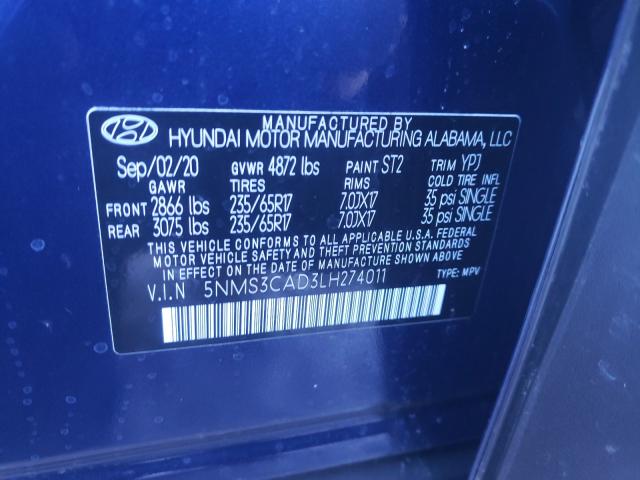 MANUFACTURED BY
HYUNDAI MOTOR MANUFACTURING ALABAMA, LLC
Sep/02/20 GVWR 4872 lbs PAINT ST2 TRIM YPJ
GAWR TIRES RIMS COLD TIRE INFL
FRONT 2866 lbs 235/65R17 7.0JX17 35 psi SINGLE
REAR 3075 lbs 235/65R17 7.0JX17 35 psi SINGLE
THIS VEHICLE CONFORMS TO ALL APPLICABLE U.S.A. FEDERAL
MOTOR VEHICLE SAFETY AND THEFT PREVENTION STANDARDS
IN EFFECT ON THE DATE OF MANUFACTURE SHOWN ABOVE
V.I.N 5NMS3CAD3LH274011 TYPE: MPV